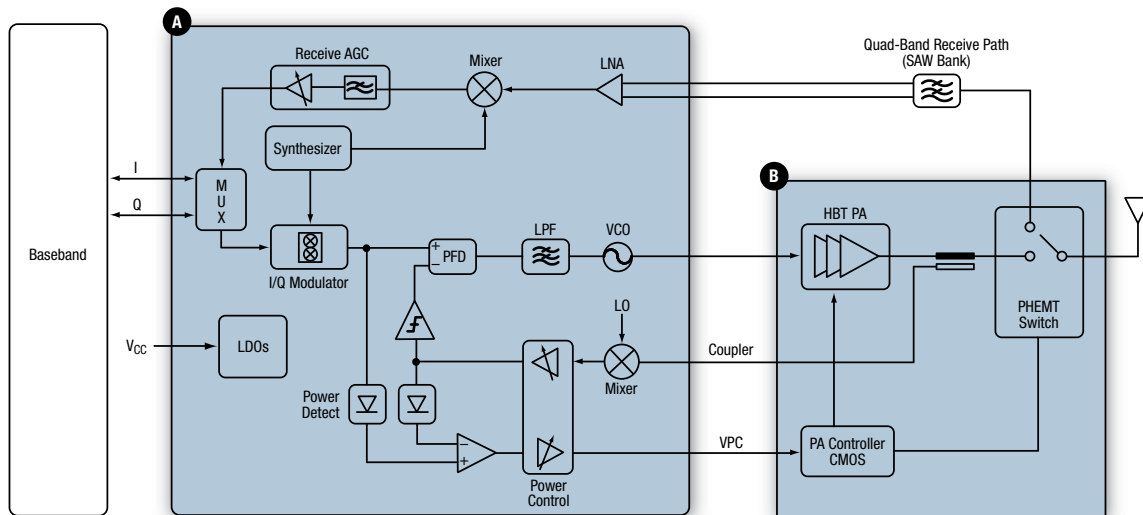 A
Receive AGC
Mixer
LNA
Quad-Band Receive Path
(SAW Bank)
Synthesizer
I
Q
M
U
X
Baseband
I/Q Modulator
+
−
PFD
LPF
VCO
B
HBT PA
PHEMT
Switch
LO
Mixer
Coupler
VCC
LDOs
Power
Detect
−
+
Power
Control
VPC
PA Controller
CMOS